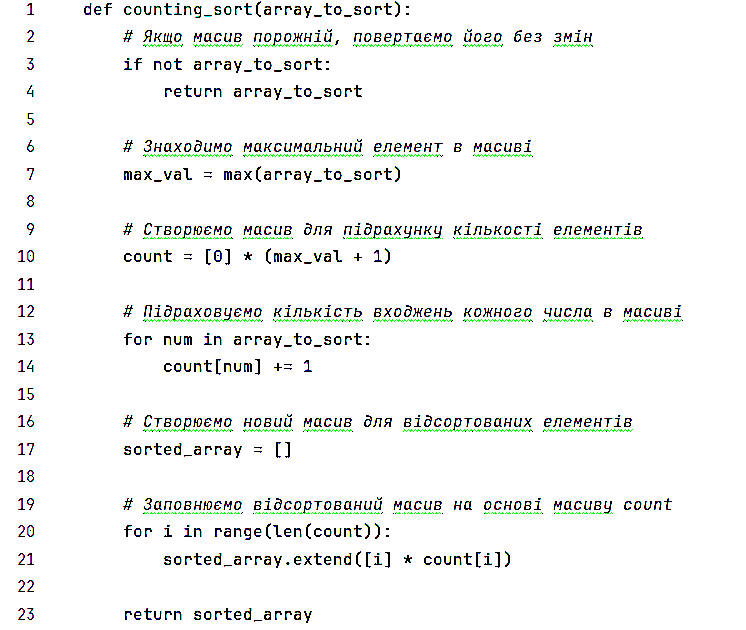 1 def counting_sort(array_to_sort):
2 # Якщо масив порожній, повертаємо його без змін
3 if not array_to_sort:
4 return array_to_sort
5
6 # Знаходимо максимальний елемент в масиві
7 max_val = max(array_to_sort)
8
9 # Створюємо масив для підрахунку кількості елементів
10 count = [0] * (max_val + 1)
11
12 # Підраховуємо кількість входжень кожного числа в масиві
13 for num in array_to_sort:
14 count[num] += 1
15
16 # Створюємо новий масив для відсортованих елементів
17 sorted_array = []
18
19 # Заповнюємо відсортований масив на основі масиву count
20 for i in range(len(count)):
21 sorted_array.extend([i] * count[i])
22
23 return sorted_array